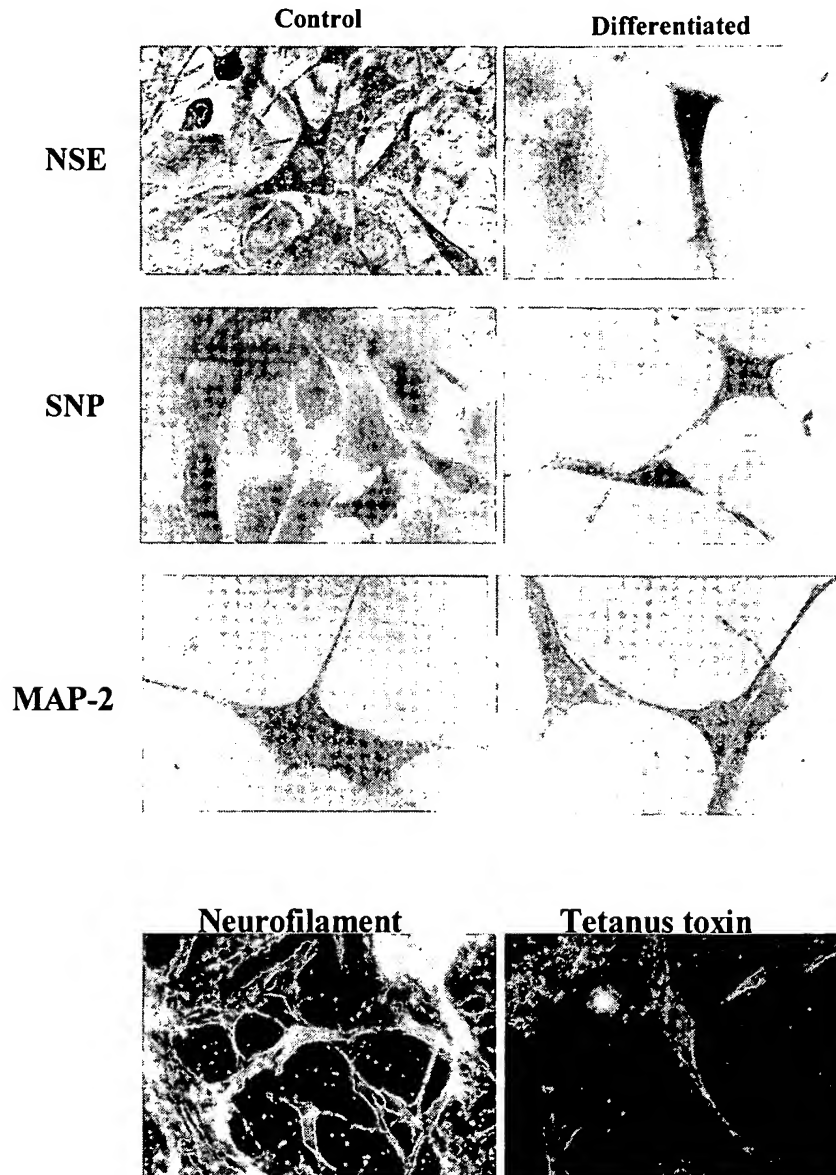 Control
Differentiated
NSE
SNP
MAP-2
Neurofilament
Tetanus toxin